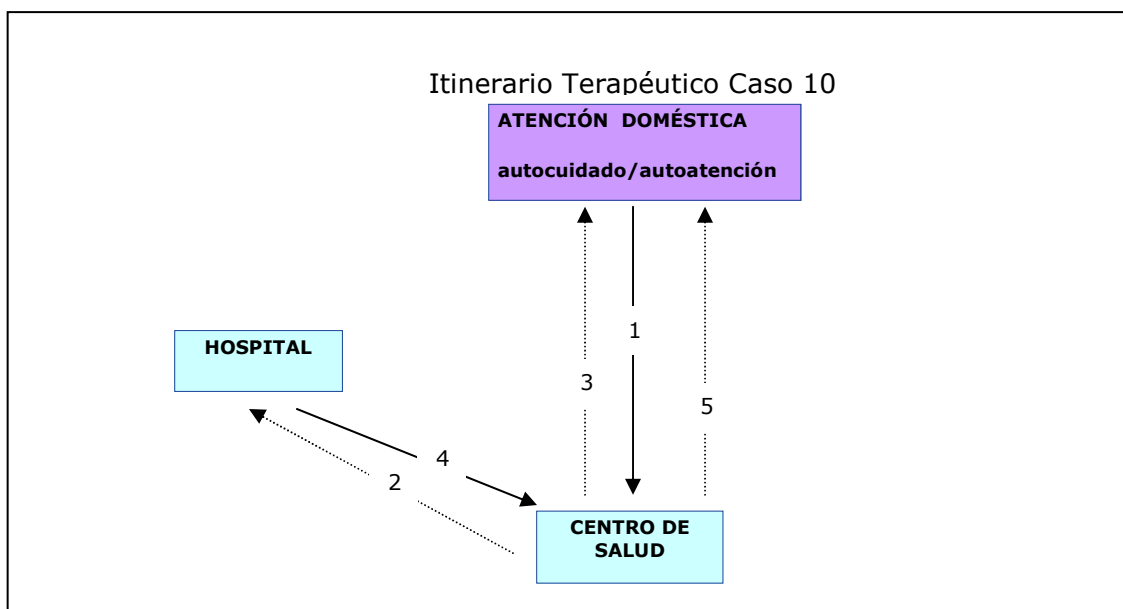 Itinerario Terapéutico Caso 10
ATENCIÓN DOMÉSTICA
autocuidado/autoatención
1
HOSPITAL
3
5
4
2
CENTRO DE
SALUD